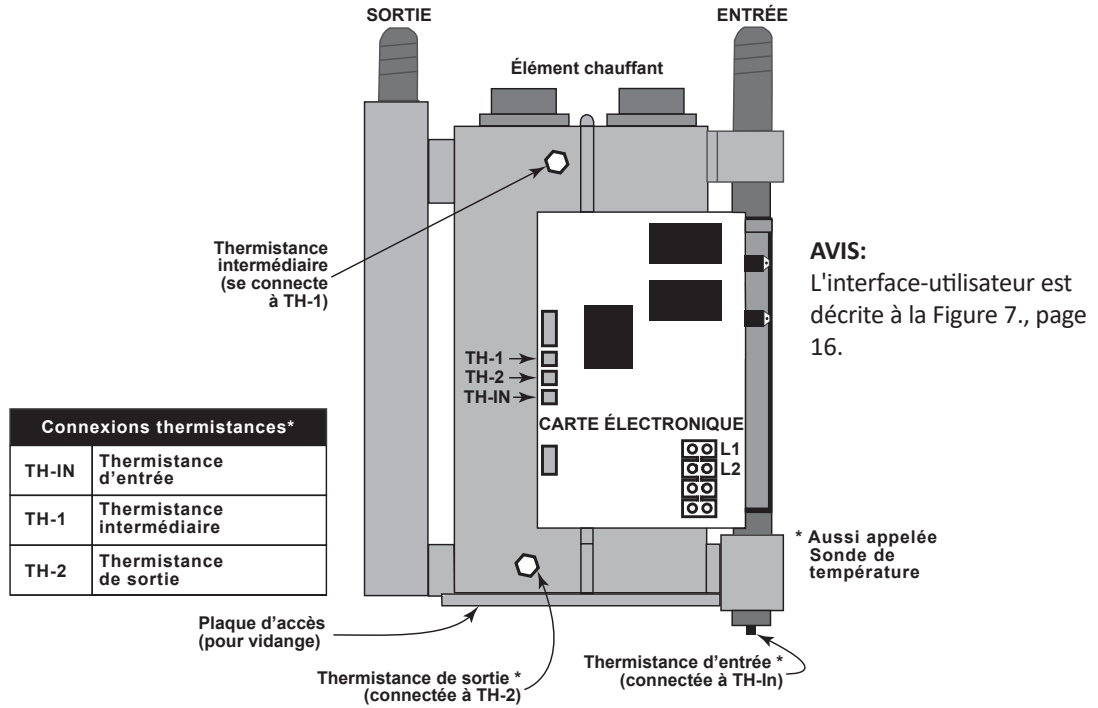 SORTIE
ENTRÉE
Élément chauffant
Thermistance
intermédiaire
(se connecte
à TH-1)
AVIS:
L'interface-utilisateur est
décrite à la Figure 7., page
16.
TH-1
TH-2
TH-IN
CARTE ÉLECTRONIQUE
L1
L2
Connexions thermistances*
TH-IN Thermistance
d'entrée
TH-1 Thermistance
intermédiaire
TH-2 Thermistance
de sortie
* Aussi appelée
Sonde de
température
Plaque d'accès
(pour vidange)
Thermistance de sortie *
(connectée à TH-2)
Thermistance d'entrée *
(connectée à TH-In)